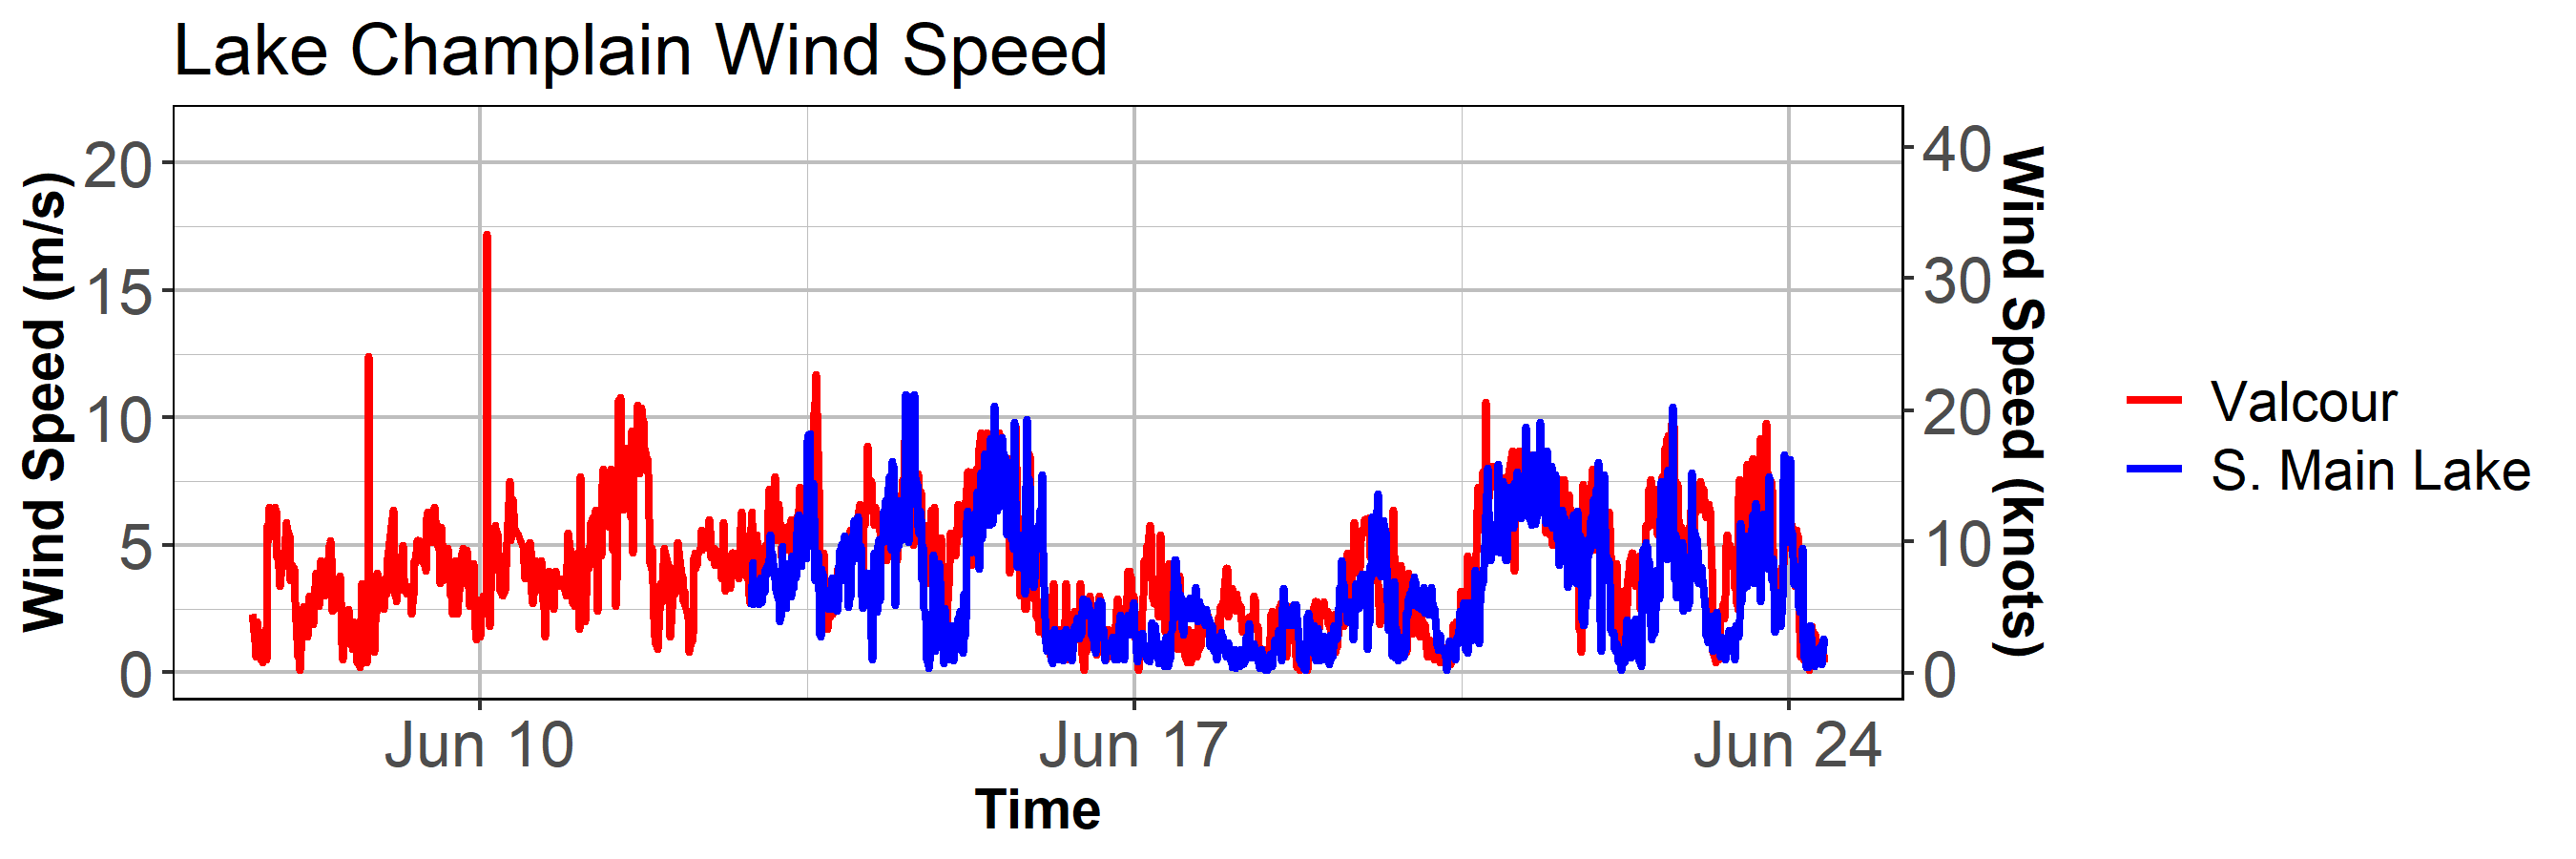 Lake Champlain Wind Speed
Wind Speed (m/s)
20
15
10
5
0
40
30
20
10
0
Wind Speed (knots)
Jun 10
Jun 17
Jun 24
Time
Valcour
S. Main Lake